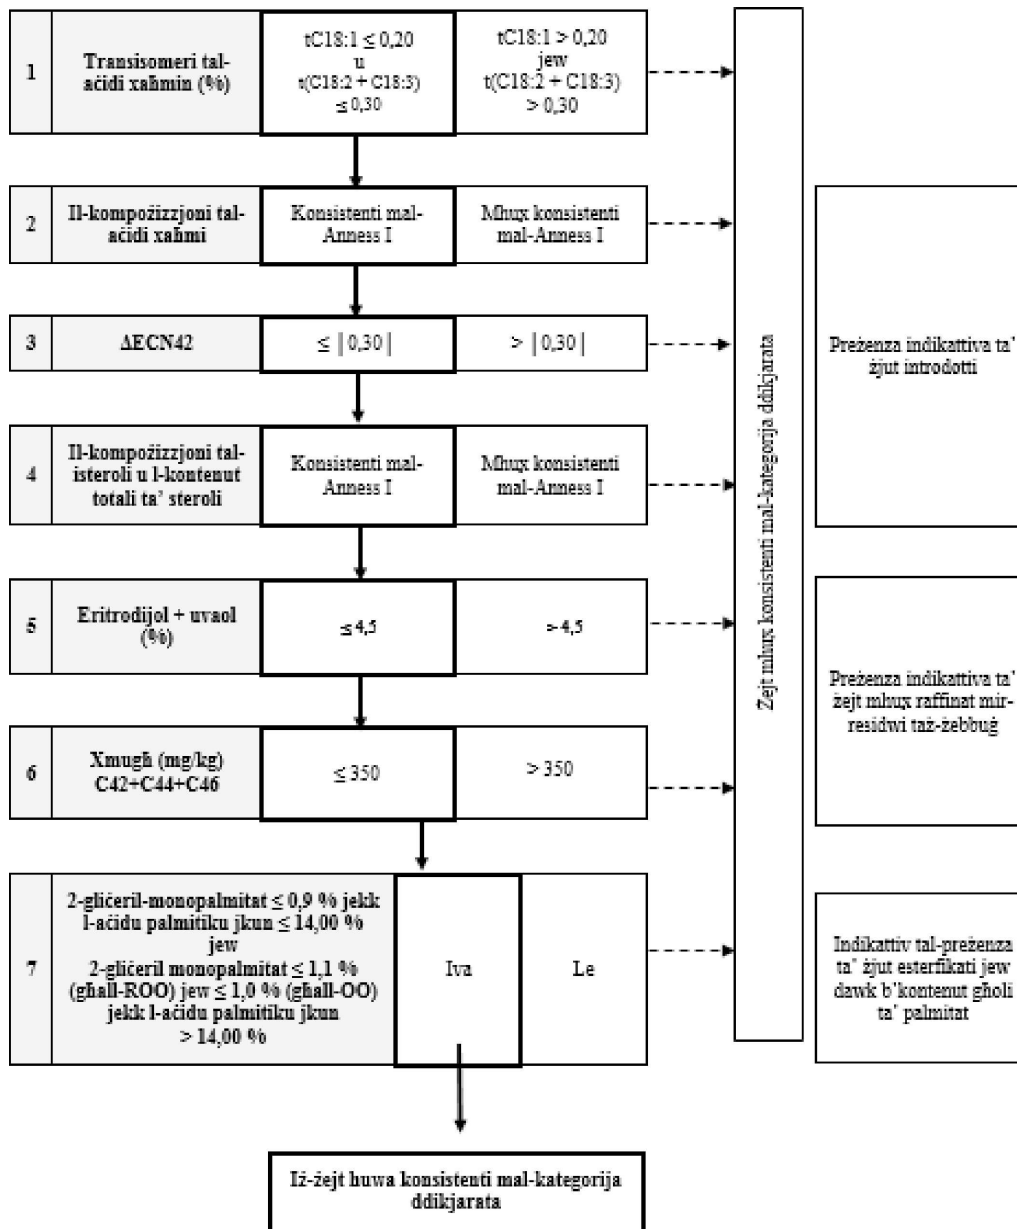 1
Transisomeri tal-
aċidi xaħmin (%)
tC18:1 ≤ 0,20
u
t(C18:2 + C18:3)
≤ 0,30
tC18:1 > 0,20
jew
t(C18:2 + C18:3)
> 0,30
2
Il-kompożizzjoni tal-
aċidi xaħmi
Konsistenti mal-
Anness I
Mhux konsistenti
mal-Anness I
3
ΔECN42
≤ | 0,30 |
> | 0,30 |
4
Il-kompożizzjoni tal-
isteroli u l-kontenut
totali ta’ steroli
Konsistenti mal-
Anness I
Mhux konsistenti
mal-Anness I
5
Eritrodijol + uvaol
(%)
≤ 4,5
> 4,5
6
Xmugħ (mg/kg)
C42+C44+C46
≤ 350
> 350
7
2-gliċeril-monopalmitat ≤ 0,9 % jekk
l-aċidu palmitiku jkun ≤ 14,00 %
jew
2-gliċeril monopalmitat ≤ 1,1 %
(għall-ROO) jew ≤ 1,0 % (għall-OO)
jekk l-aċidu palmitiku jkun
> 14,00 %
Iva
Le
Iż-żejt huwa konsistenti mal-kategorija
ddikjarata
Żejt mhux konsistenti mal-kategorija ddikjarata
Preżenza indikattiva ta’
żjut introdotti
Preżenza indikattiva ta’
żejt mhux raffinat mir-
residwi taż-żebbuġ
Indikattiv tal-preżenza
ta’ żjut esterfikati jew
dawk b’kontenut għoli
ta’ palmitat